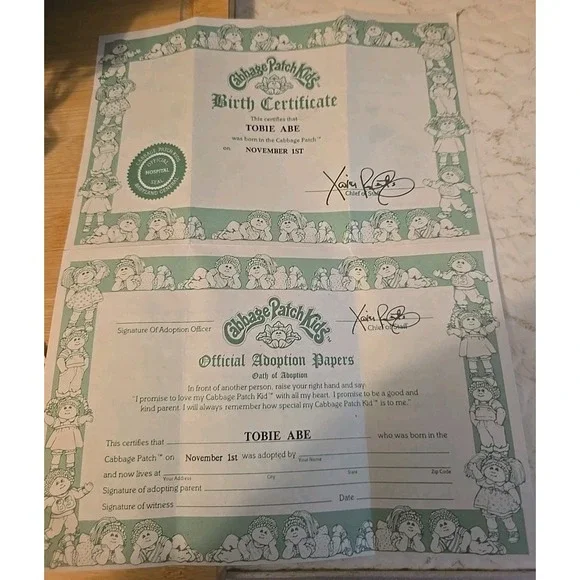 Cabbage Patch Kids™
Birth Certificate
This certifies that
TOBIE ABE
was born in the Cabbage Patch™
on NOVEMBER 1ST
OFFICIAL
HOSPITAL
SEAL
Chief of Staff
Cabbage Patch Kids™
Signature Of Adoption Officer
Chief of Staff
Official Adoption Papers
Oath of Adoption
In front of another person, raise your right hand and say:
"I promise to love my Cabbage Patch Kid™ with all my heart. I promise to be a good and
kind parent. I will always remember how special my Cabbage Patch Kid™ is to me."
This certifies that TOBIE ABE who was born in the
Cabbage Patch™ on November 1st was adopted by
Your Name
and now lives at
Your Address City State Zip Code
Signature of adopting parent Date
Signature of witness